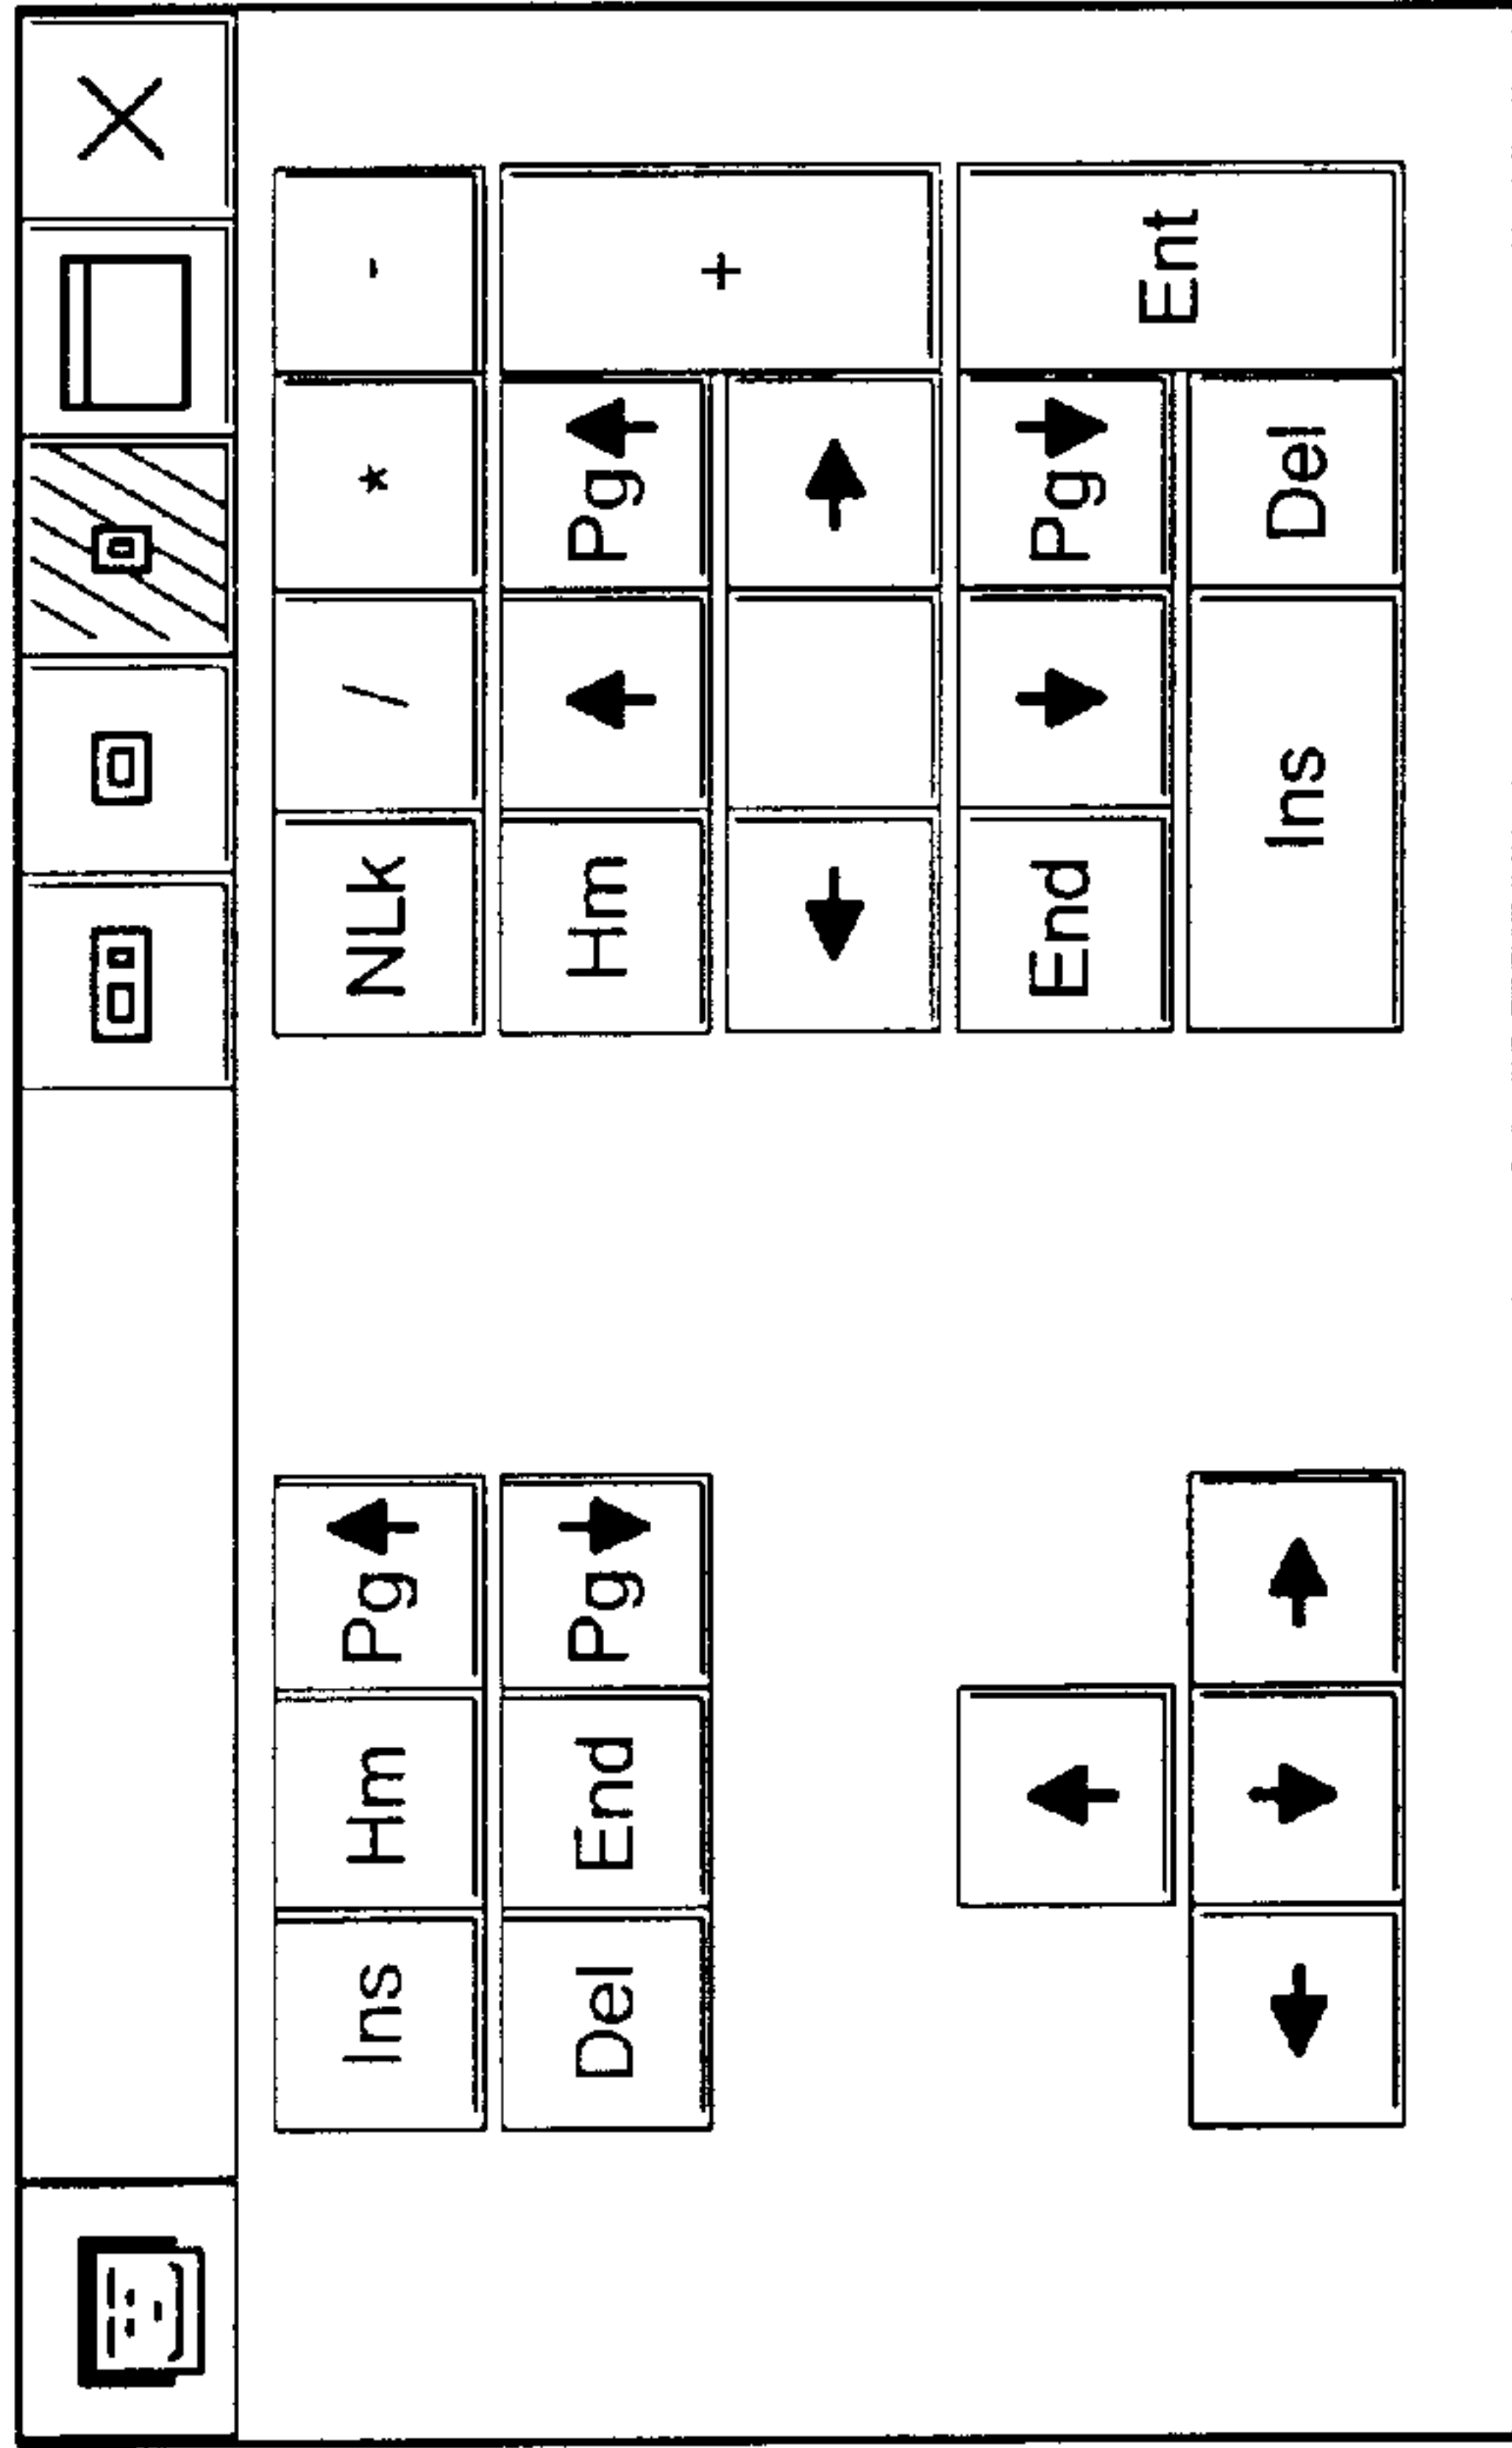 Ins Hm Pg↑ NLk / * -
Del End Pg↓ Hm ↑ Pg↑ +
← →
↑ End ↓ Pg↓ Ent
← ↓ → Ins Del